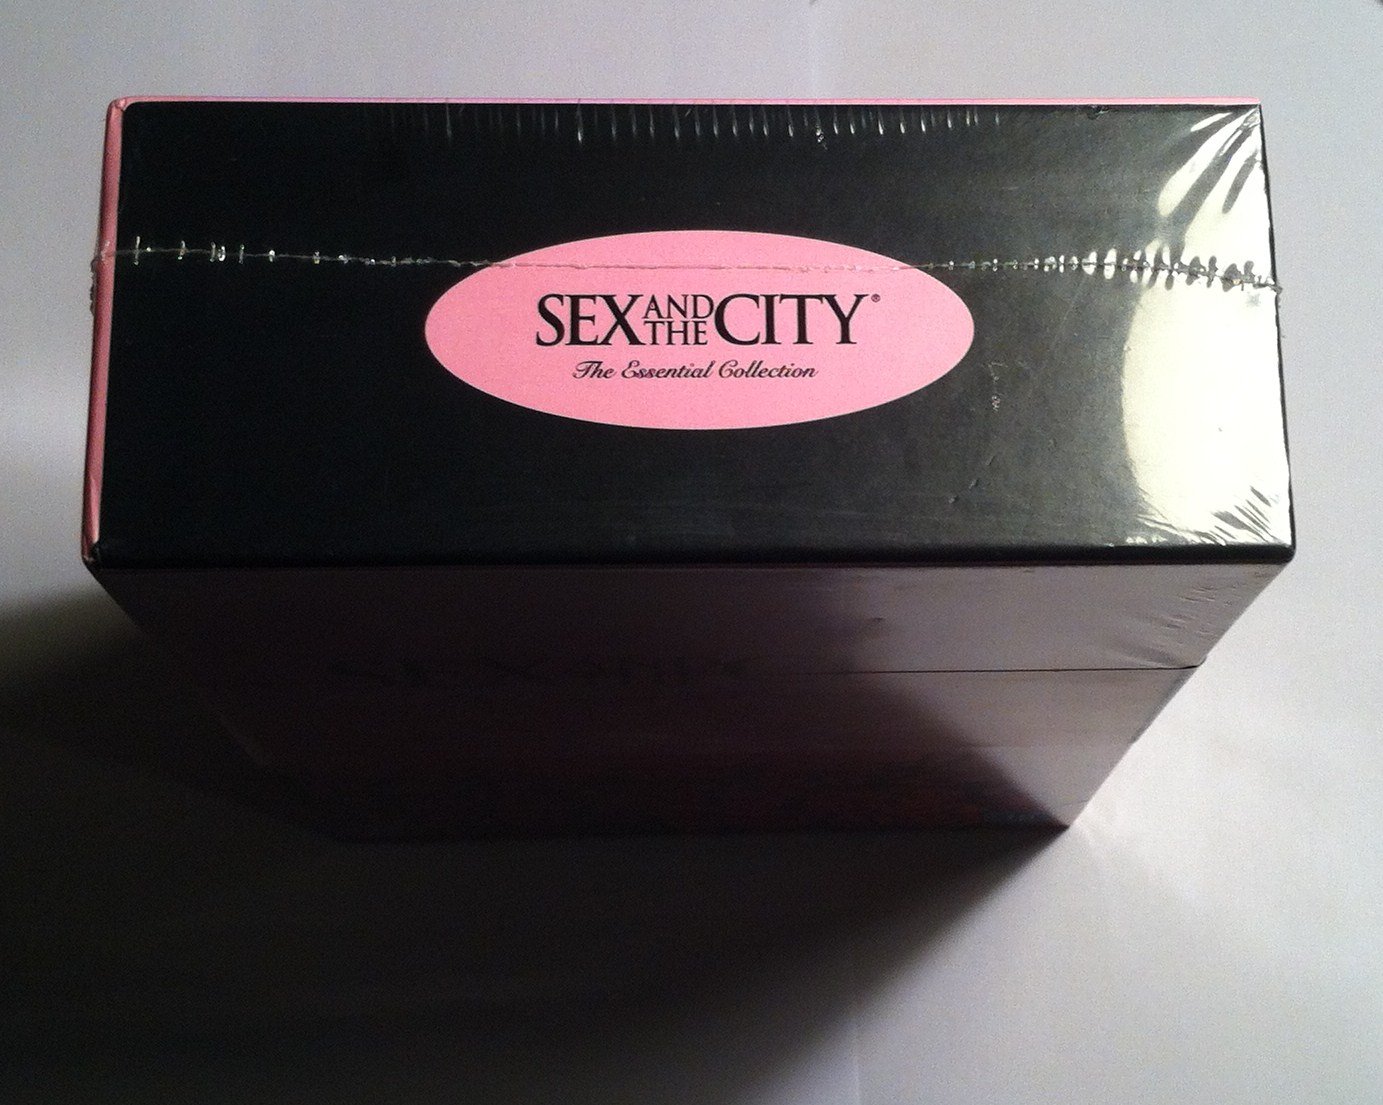 SEX AND THE CITY®
The Essential Collection